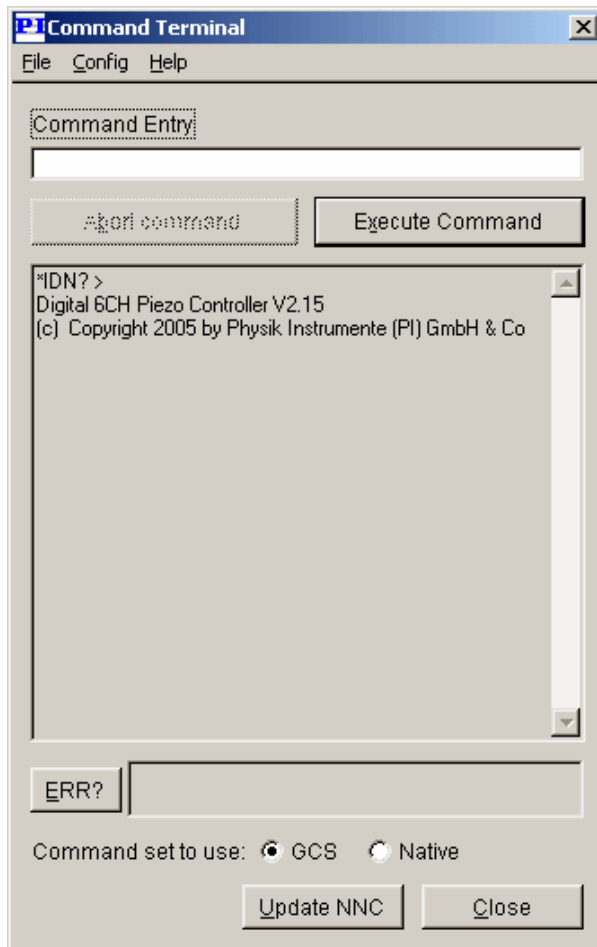 PI Command Terminal
File Config Help
Command Entry
Abort command Execute Command
*IDN? >
Digital 6CH Piezo Controller V2.15
(c) Copyright 2005 by Physik Instrumente (PI) GmbH & Co
ERR?
Command set to use: GCS Native
Update NNC Close